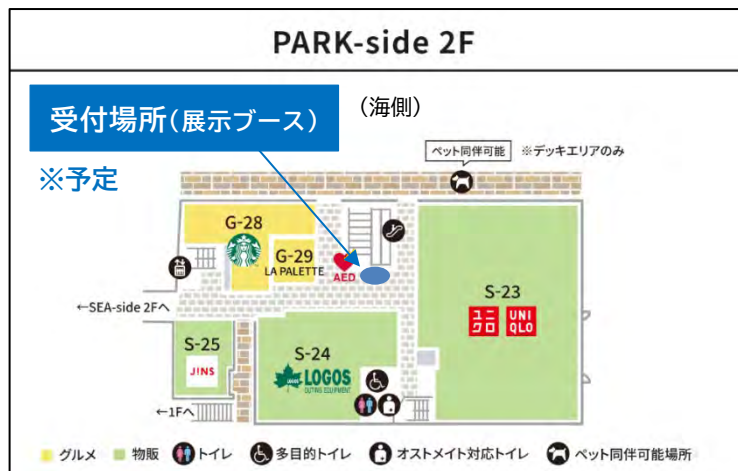 PARK-side 2F
受付場所(展示ブース)
(海側)
※予定
ペット同伴可能
※デッキエリアのみ
G-28
G-29
LA PALETTE
AED
S-23
ユニクロ
UNIQLO
←SEA-side 2Fへ
S-25
JINS
S-24
LOGOS
←1Fへ
グルメ 物販 トイレ 多目的トイレ オストメイト対応トイレ ペット同伴可能場所